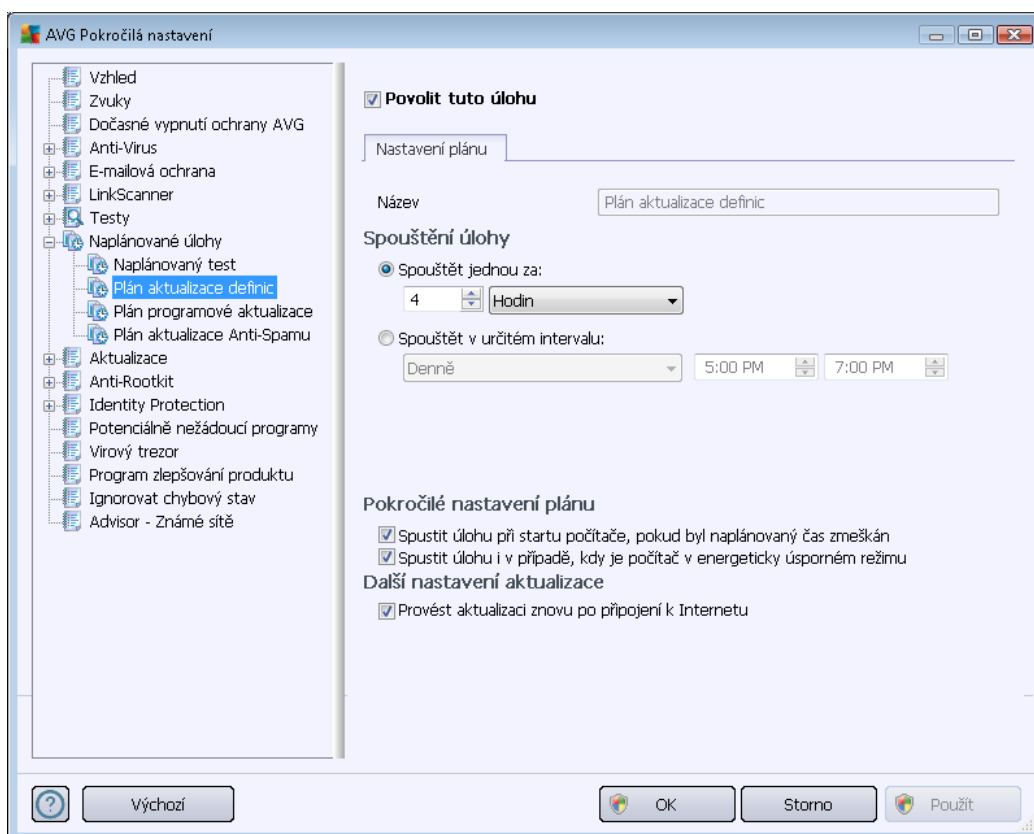 AVG Pokročilá nastavení
Vzhled
Zvuky
Dočasné vypnutí ochrany AVG
Anti-Virus
E-mailová ochrana
LinkScanner
Testy
Naplánované úlohy
Naplánovaný test
Plán aktualizace definic
Plán programové aktualizace
Plán aktualizace Anti-Spamu
Aktualizace
Anti-Rootkit
Identity Protection
Potenciálně nežádoucí programy
Virový trezor
Program zlepšování produktu
Ignorovat chybový stav
Advisor - Známé sítě
Povolit tuto úlohu
Nastavení plánu
Název Plán aktualizace definic
Spouštění úlohy
Spouštět jednou za:
4 Hodin
Spouštět v určitém intervalu:
Denně 5:00 PM 7:00 PM
Pokročilé nastavení plánu
Spustit úlohu při startu počítače, pokud byl naplánovaný čas zmeškán
Spustit úlohu i v případě, kdy je počítač v energeticky úsporném režimu
Další nastavení aktualizace
Provést aktualizaci znovu po připojení k Internetu
Výchozí OK Storno Použít